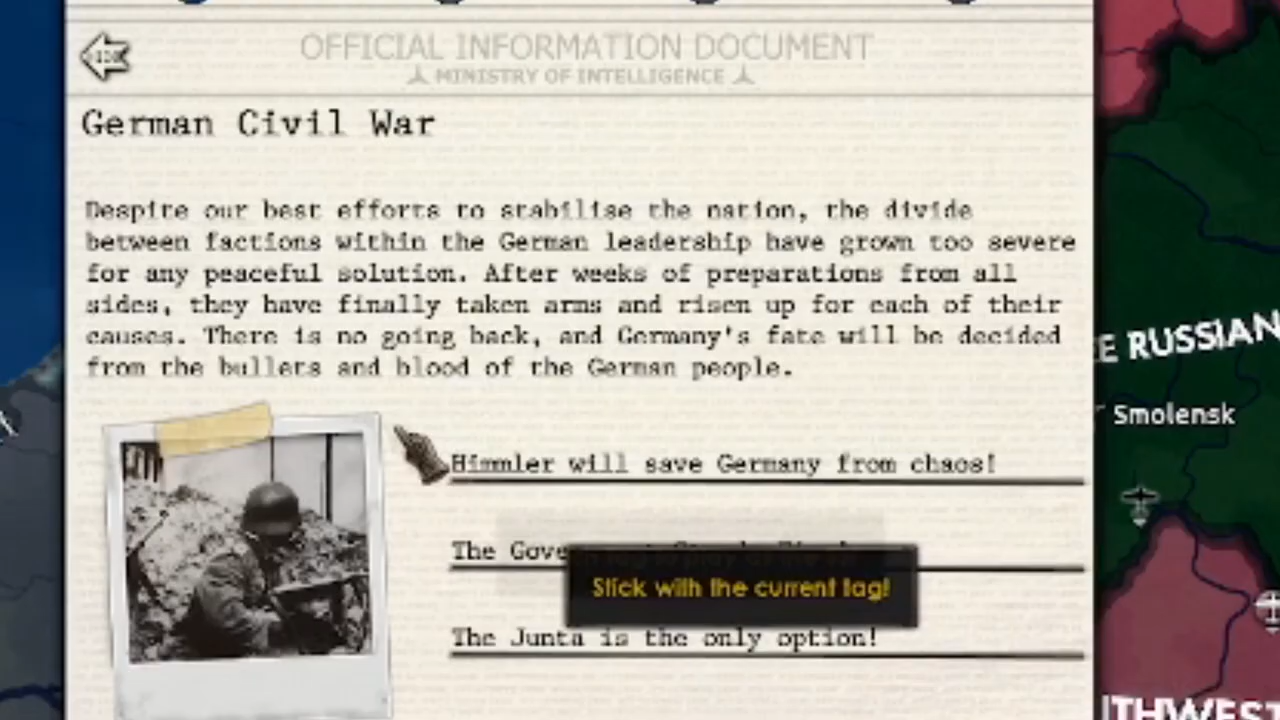 OFFICIAL INFORMATION DOCUMENT
MINISTRY OF INTELLIGENCE
German Civil War
Despite our best efforts to stabilise the nation, the divide
between factions within the German leadership have grown too severe
for any peaceful solution. After weeks of preparations from all
sides, they have finally taken arms and risen up for each of their
causes. There is no going back, and Germany's fate will be decided
from the bullets and blood of the German people.
E RUSSIAN
Smolensk
Himmler will save Germany from chaos!
The
Stick with the current tag!
The Junta is the only option!
THWEST